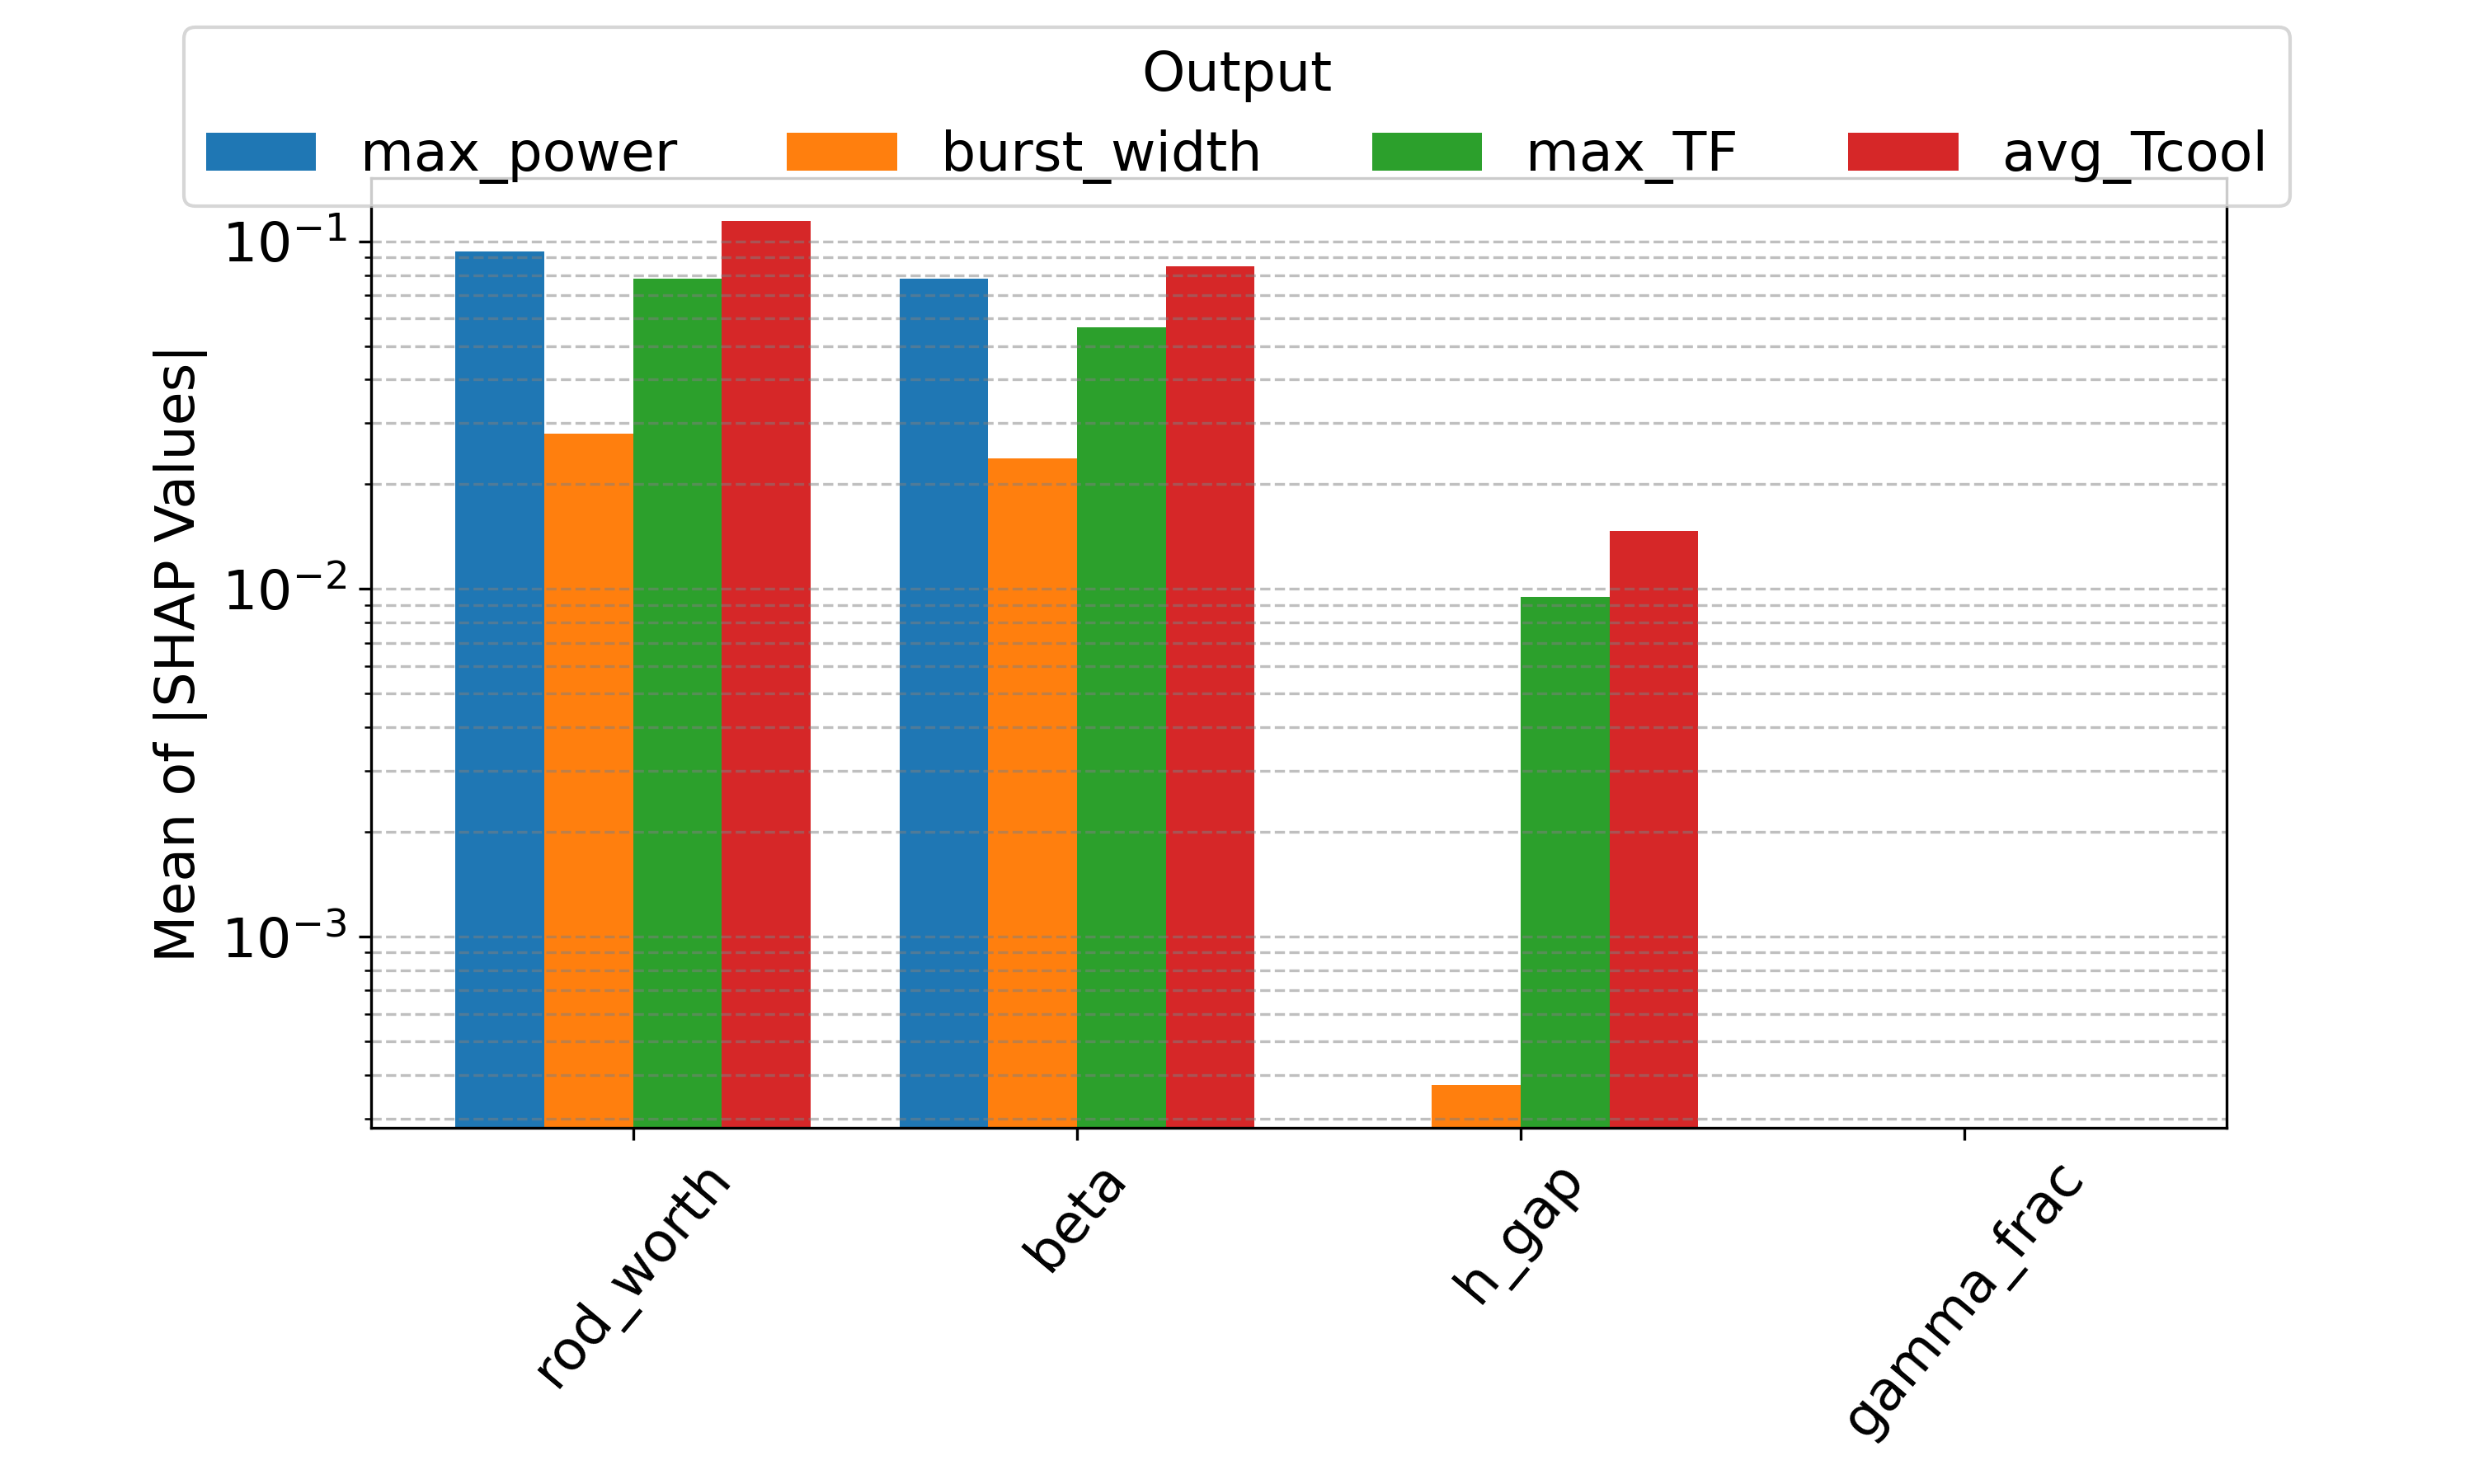 Output
max_power burst_width max_TF avg_Tcool
Mean of |SHAP Values|
10⁻¹
10⁻²
10⁻³
rod_worth
beta
h_gap
gamma_frac